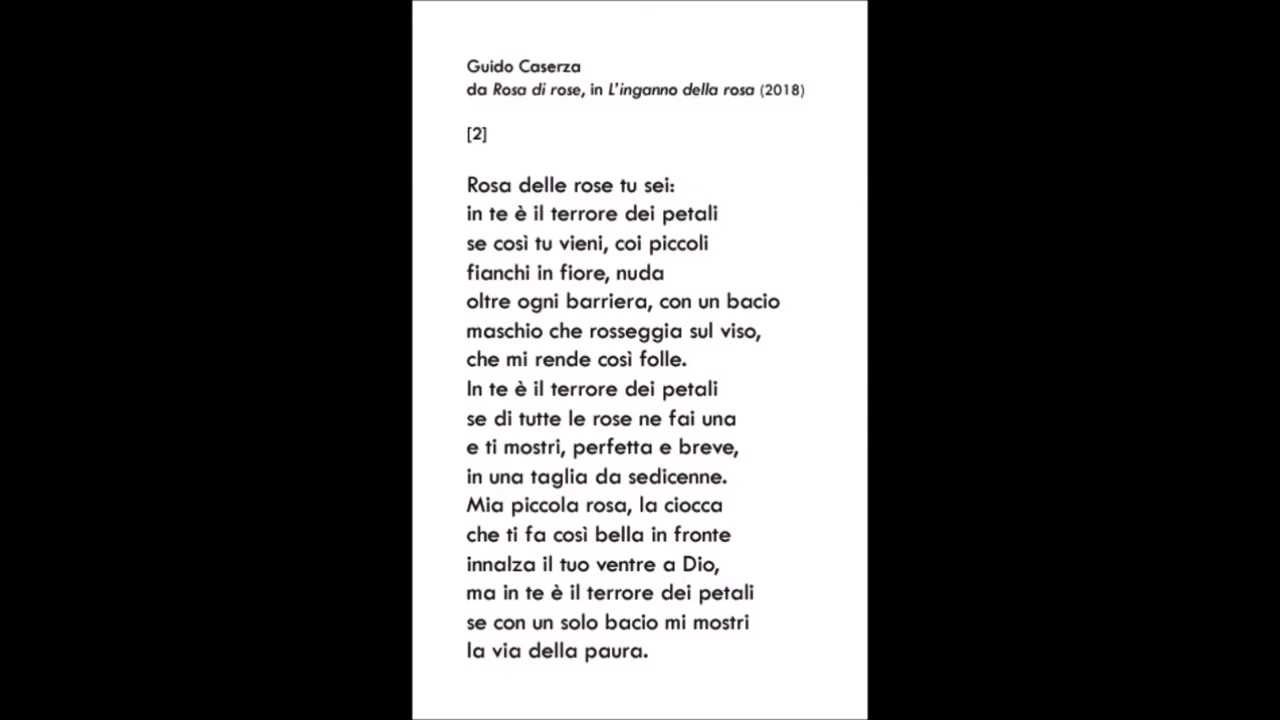 Guido Caserza
da Rosa di rose, in L'inganno della rosa (2018)
[2]
Rosa delle rose tu sei:
in te è il terrore dei petali
se così tu vieni, coi piccoli
fianchi in fiore, nuda
oltre ogni barriera, con un bacio
maschio che rosseggia sul viso,
che mi rende così folle.
In te è il terrore dei petali
se di tutte le rose ne fai una
e ti mostri, perfetta e breve,
in una taglia da sedicenne.
Mia piccola rosa, la ciocca
che ti fa così bella in fronte
innalza il tuo ventre a Dio,
ma in te è il terrore dei petali
se con un solo bacio mi mostri
la via della paura.